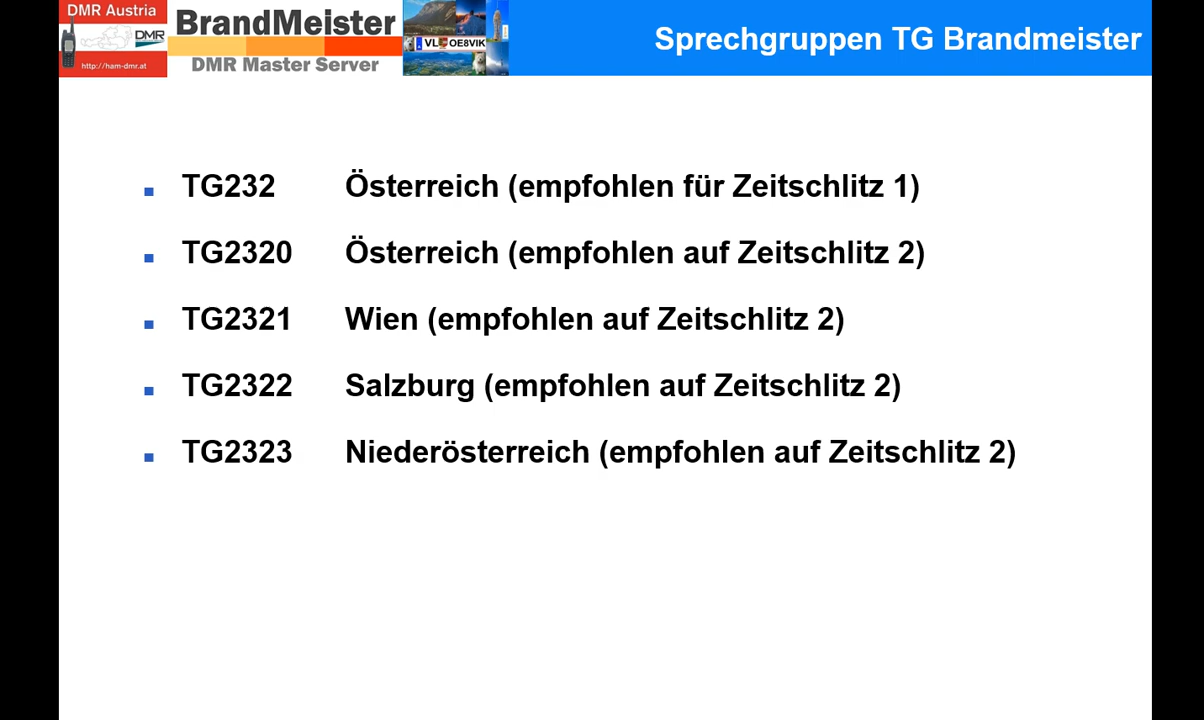 DMR Austria
DMR
http://ham-dmr.at
BrandMeister
DMR Master Server
VL OE8VIK
Sprechgruppen TG Brandmeister
TG232 Österreich (empfohlen für Zeitschlitz 1)
TG2320 Österreich (empfohlen auf Zeitschlitz 2)
TG2321 Wien (empfohlen auf Zeitschlitz 2)
TG2322 Salzburg (empfohlen auf Zeitschlitz 2)
TG2323 Niederösterreich (empfohlen auf Zeitschlitz 2)